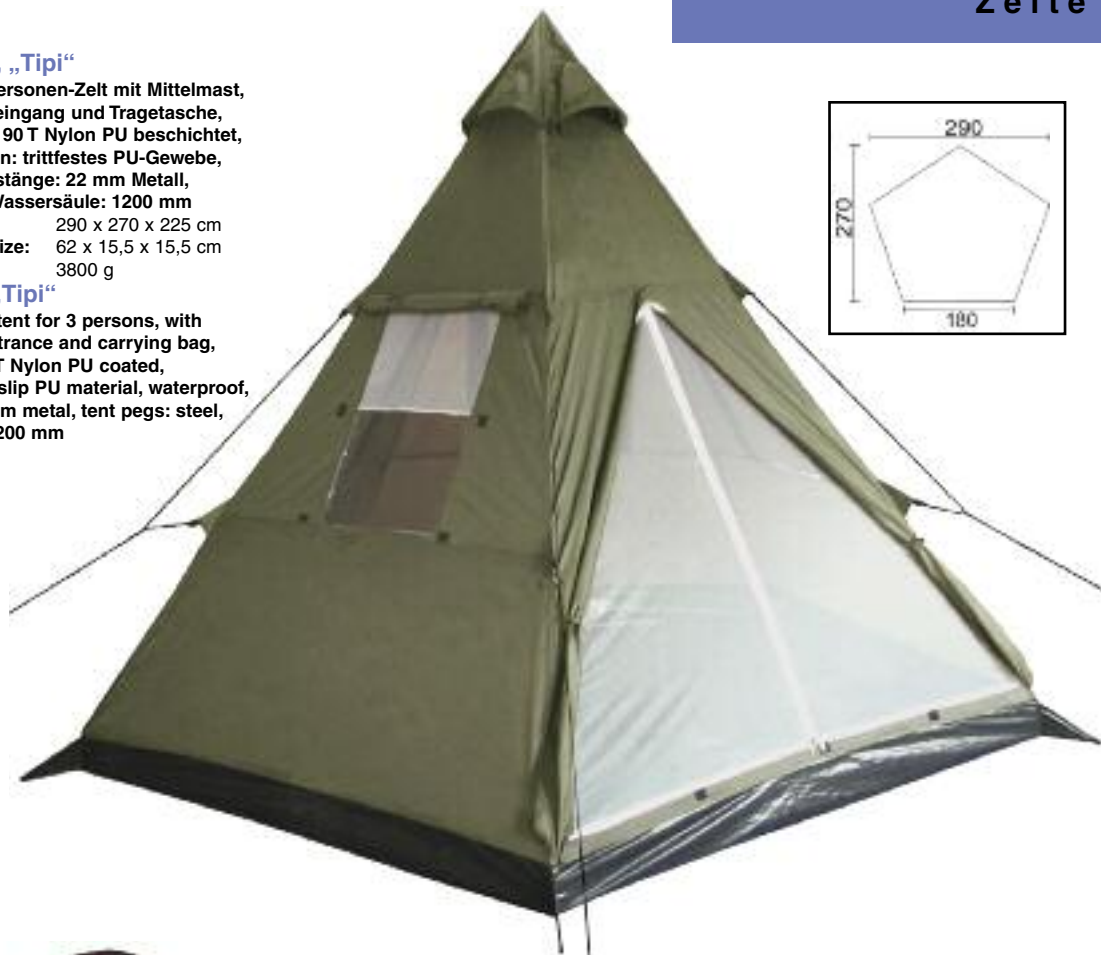 Zelte
„Tipi“
ersonen-Zelt mit Mittelmast,
eingang und Tragetasche,
90 T Nylon PU beschichtet,
n: trittfestes PU-Gewebe,
stänge: 22 mm Metall,
Wassersäule: 1200 mm
290 x 270 x 225 cm
ize: 62 x 15,5 x 15,5 cm
3800 g
„Tipi“
tent for 3 persons, with
trance and carrying bag,
T Nylon PU coated,
slip PU material, waterproof,
m metal, tent pegs: steel,
200 mm
290
270
180